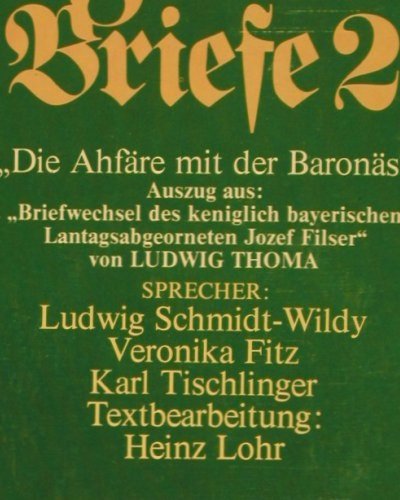 Briefe 2
„Die Ahfäre mit der Baronäs
Auszug aus:
„Briefwechsel des keniglich bayerischen
Lantagsabgeorneten Jozef Filser“
von LUDWIG THOMA
SPRECHER:
Ludwig Schmidt-Wildy
Veronika Fitz
Karl Tischlinger
Textbearbeitung:
Heinz Lohr